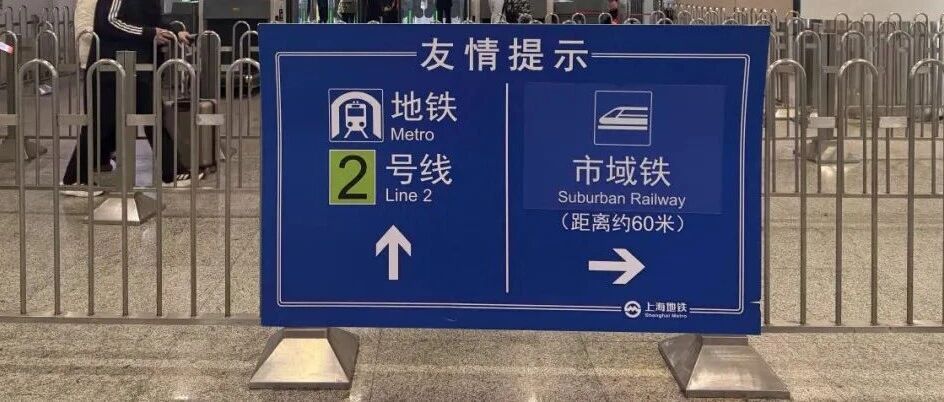 友情提示
地铁
Metro
2 号线
Line 2
市域铁
Suburban Railway
（距离约60米）
上海地铁
Shanghai Metro